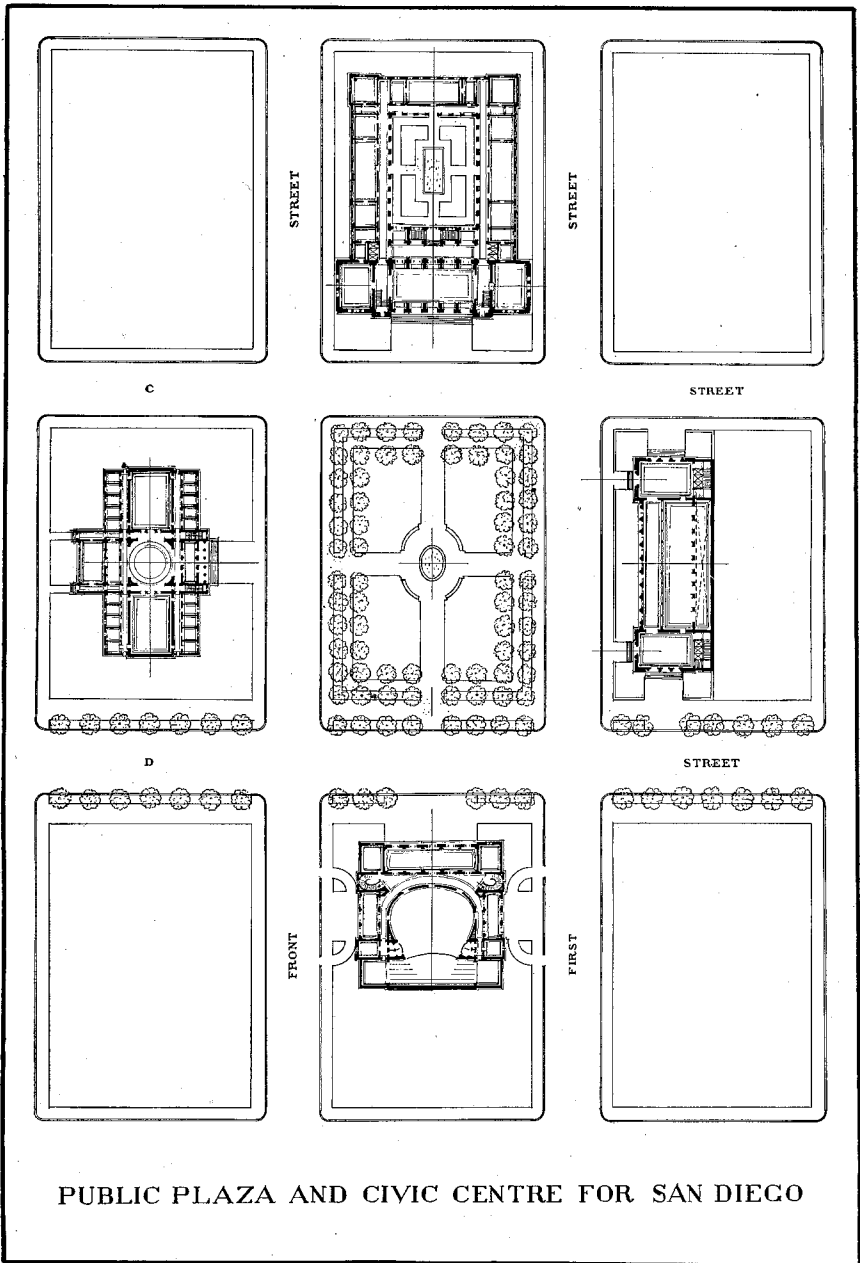 STREET
STREET
C
STREET
D
STREET
FRONT
FIRST
PUBLIC PLAZA AND CIVIC CENTRE FOR SAN DIEGO